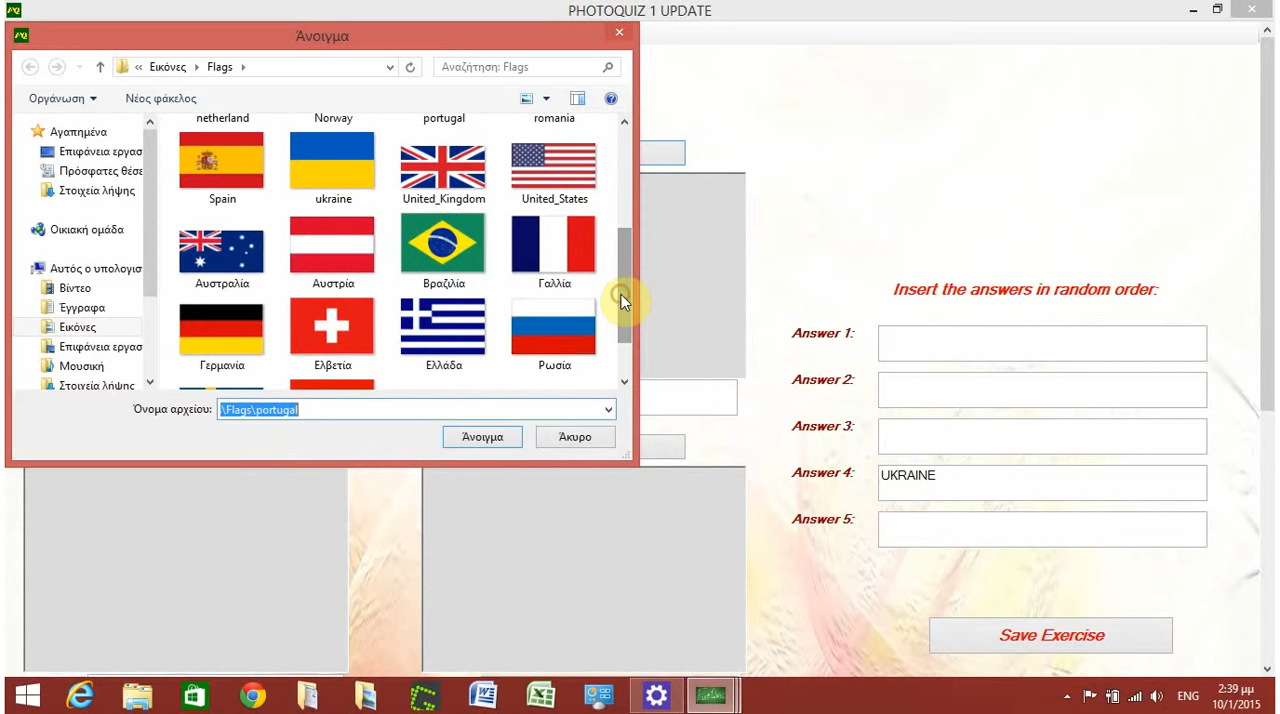 PHOTOQUIZ 1 UPDATE
Άνοιγμα
Εικόνες
Flags
Αναζήτηση: Flags
Οργάνωση
Νέος φάκελος
Αγαπημένα
Επιφάνεια εργασ
Πρόσφατες θέσε
Στοιχεία λήψης
Οικιακή ομάδα
Αυτός ο υπολογισ
Βίντεο
Έγγραφα
Εικόνες
Επιφάνεια εργασ
Μουσική
Στοιχεία λήψης
netherland
Norway
portugal
romania
Spain
ukraine
United_Kingdom
United_States
Αυστραλία
Αυστρία
Βραζιλία
Γαλλία
Γερμανία
Ελβετία
Ελλάδα
Ρωσία
Όνομα αρχείου:
\Flags\portugal
Άνοιγμα
Άκυρο
Insert the answers in random order:
Answer 1:
Answer 2:
Answer 3:
Answer 4:
UKRAINE
Answer 5:
Save Exercise
ENG
2:39 μμ
10/1/2015